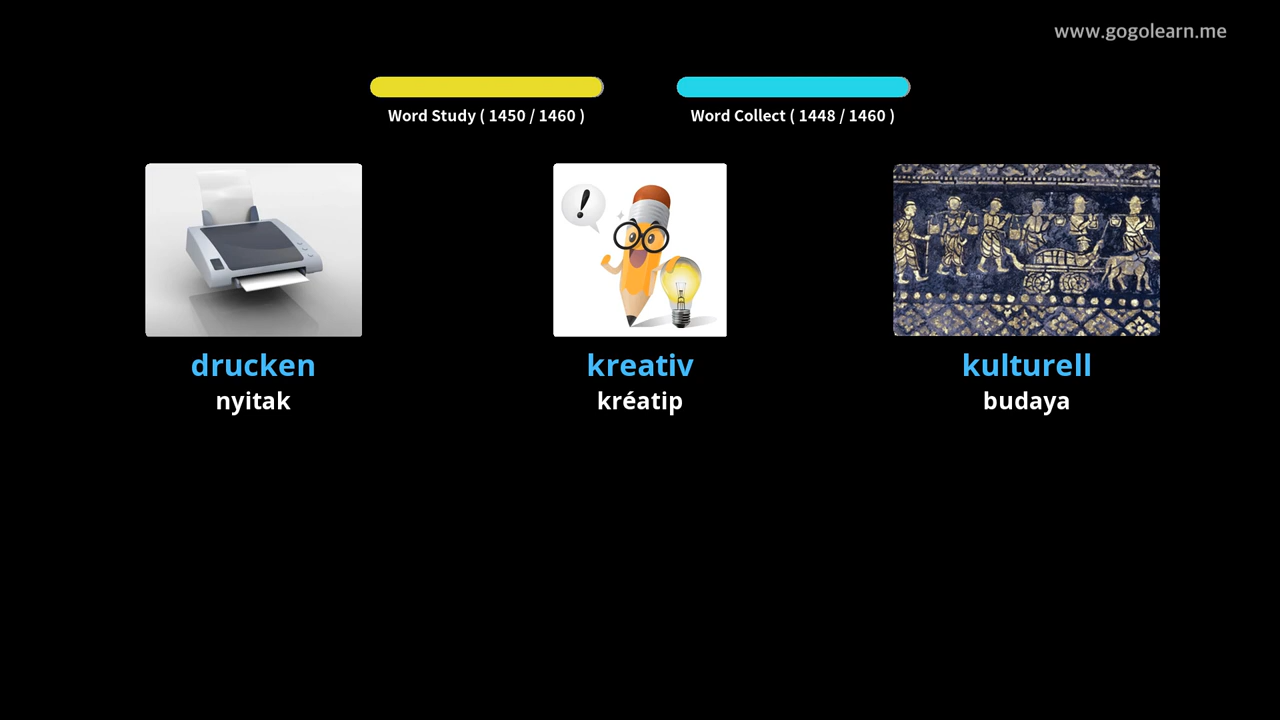 www.gogolearn.me
Word Study ( 1450 / 1460 )
Word Collect ( 1448 / 1460 )
!
drucken
kreativ
kulturell
nyitak
kréatip
budaya